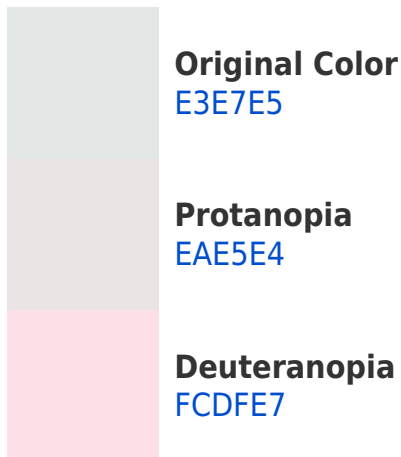 Original Color
E3E7E5
Protanopia
EAE5E4
Deuteranopia
FCDFE7